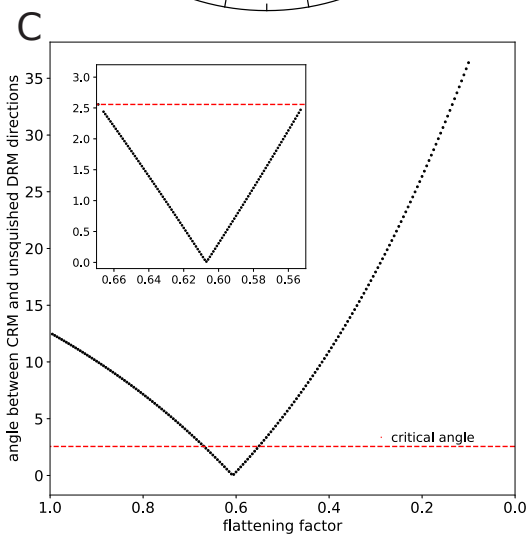 C
angle between CRM and unsquished DRM directions
35
30
25
20
15
10
5
0
3.0
2.5
2.0
1.5
1.0
0.5
0.0
0.66 0.64 0.62 0.60 0.58 0.56
critical angle
1.0 0.8 0.6 0.4 0.2 0.0
flattening factor